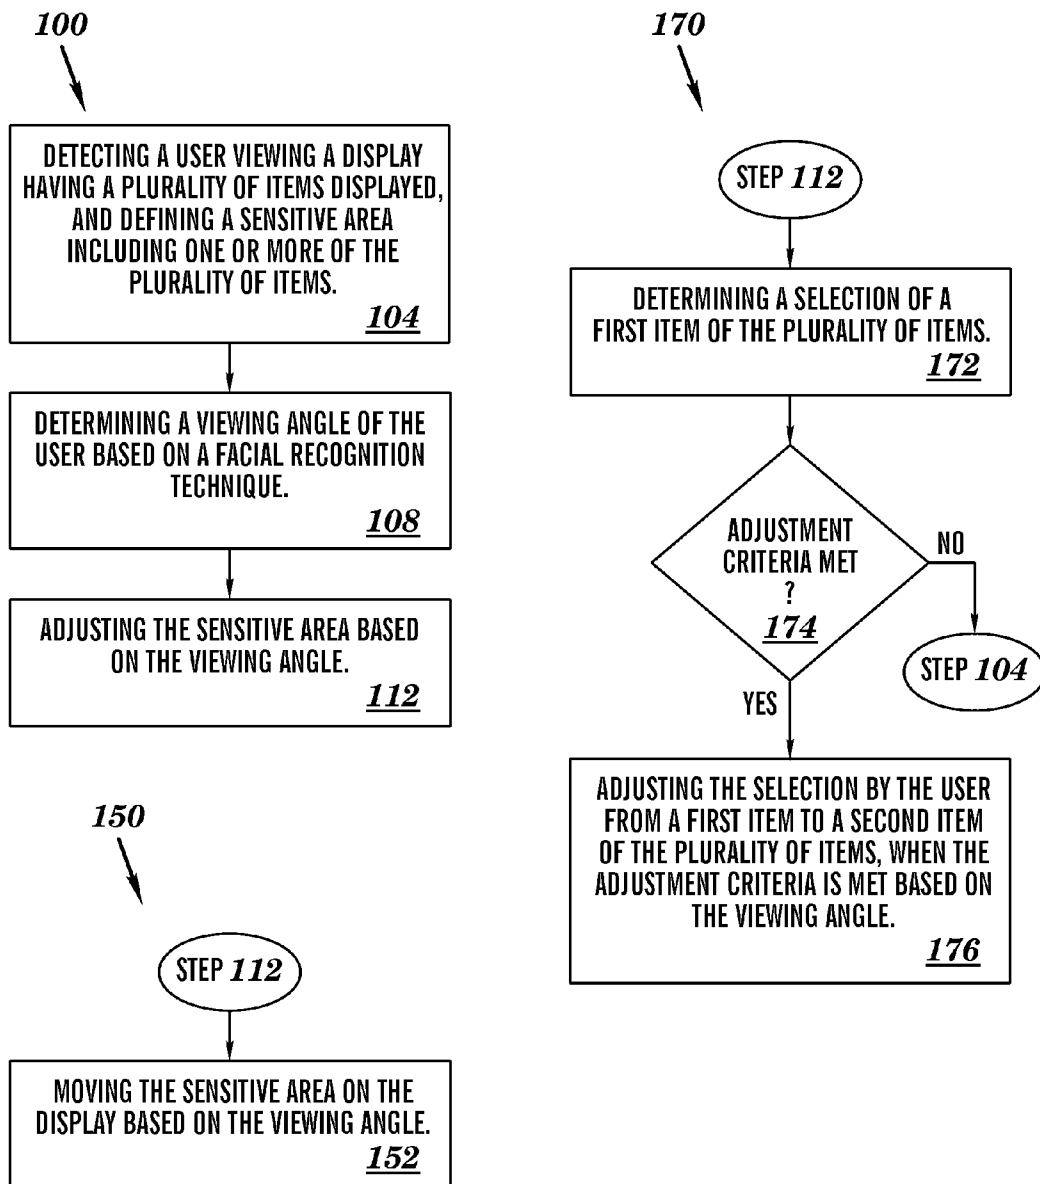 100
DETECTING A USER VIEWING A DISPLAY
HAVING A PLURALITY OF ITEMS DISPLAYED,
AND DEFINING A SENSITIVE AREA
INCLUDING ONE OR MORE OF THE
PLURALITY OF ITEMS.
104
DETERMINING A VIEWING ANGLE OF THE
USER BASED ON A FACIAL RECOGNITION
TECHNIQUE.
108
ADJUSTING THE SENSITIVE AREA BASED
ON THE VIEWING ANGLE.
112
150
STEP 112
MOVING THE SENSITIVE AREA ON THE
DISPLAY BASED ON THE VIEWING ANGLE.
152
170
STEP 112
DETERMINING A SELECTION OF A
FIRST ITEM OF THE PLURALITY OF ITEMS.
172
ADJUSTMENT
CRITERIA MET
?
174
NO
STEP 104
YES
ADJUSTING THE SELECTION BY THE USER
FROM A FIRST ITEM TO A SECOND ITEM
OF THE PLURALITY OF ITEMS, WHEN THE
ADJUSTMENT CRITERIA IS MET BASED ON
THE VIEWING ANGLE.
176